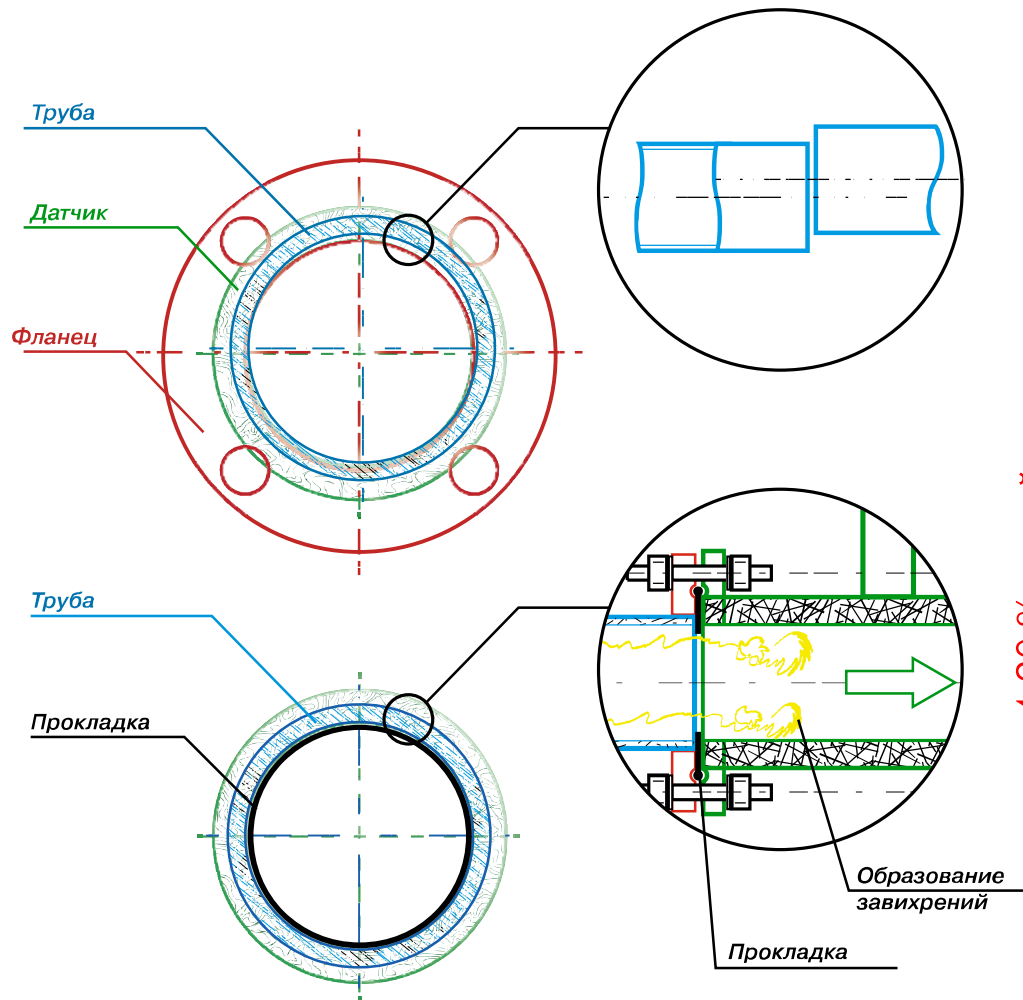 Труба
Датчик
Фланец
Труба
Прокладка
Образование
завихрений
Прокладка